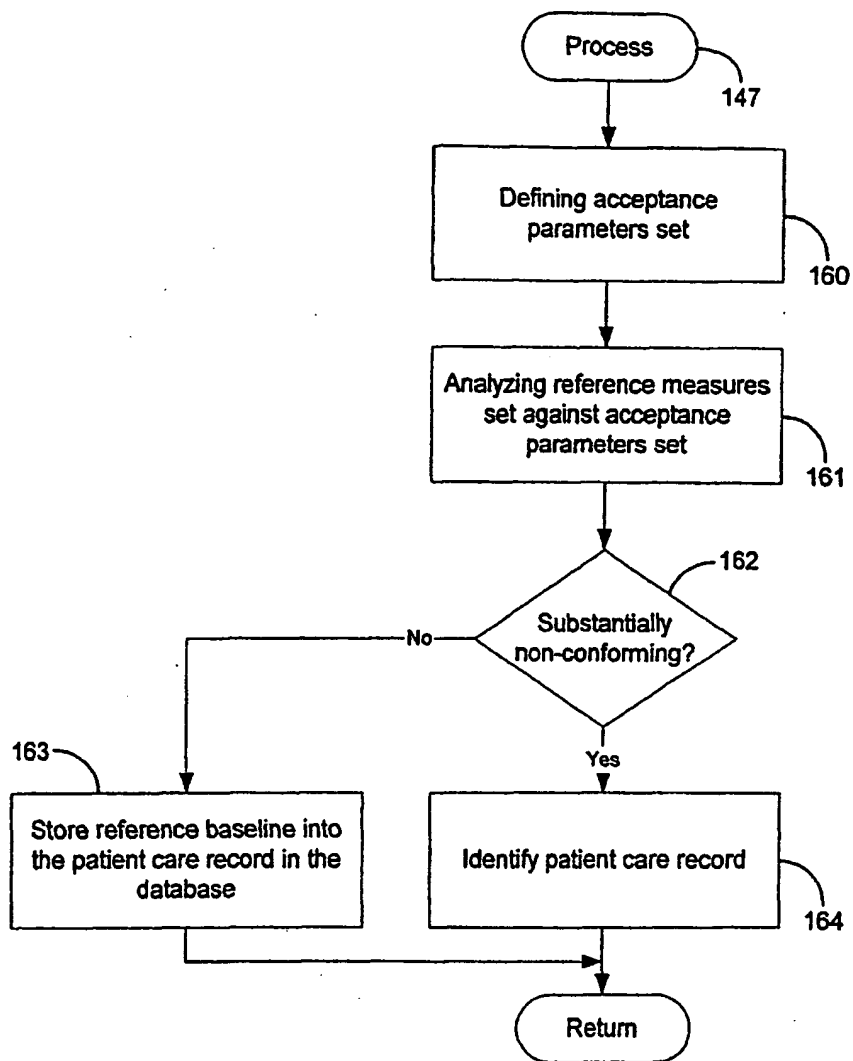 Process
147
Defining acceptance
parameters set
160
Analyzing reference measures
set against acceptance
parameters set
161
162
Substantially
non-conforming?
No
Yes
163
Store reference baseline into
the patient care record in the
database
Identify patient care record
164
Return